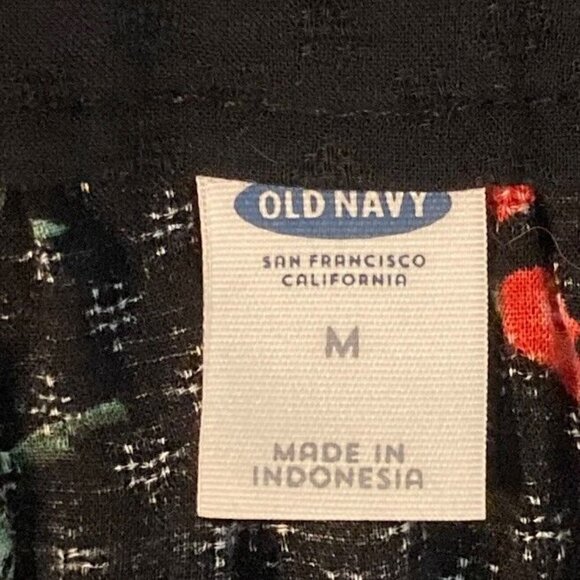 OLD NAVY
SAN FRANCISCO
CALIFORNIA
M
MADE IN
INDONESIA